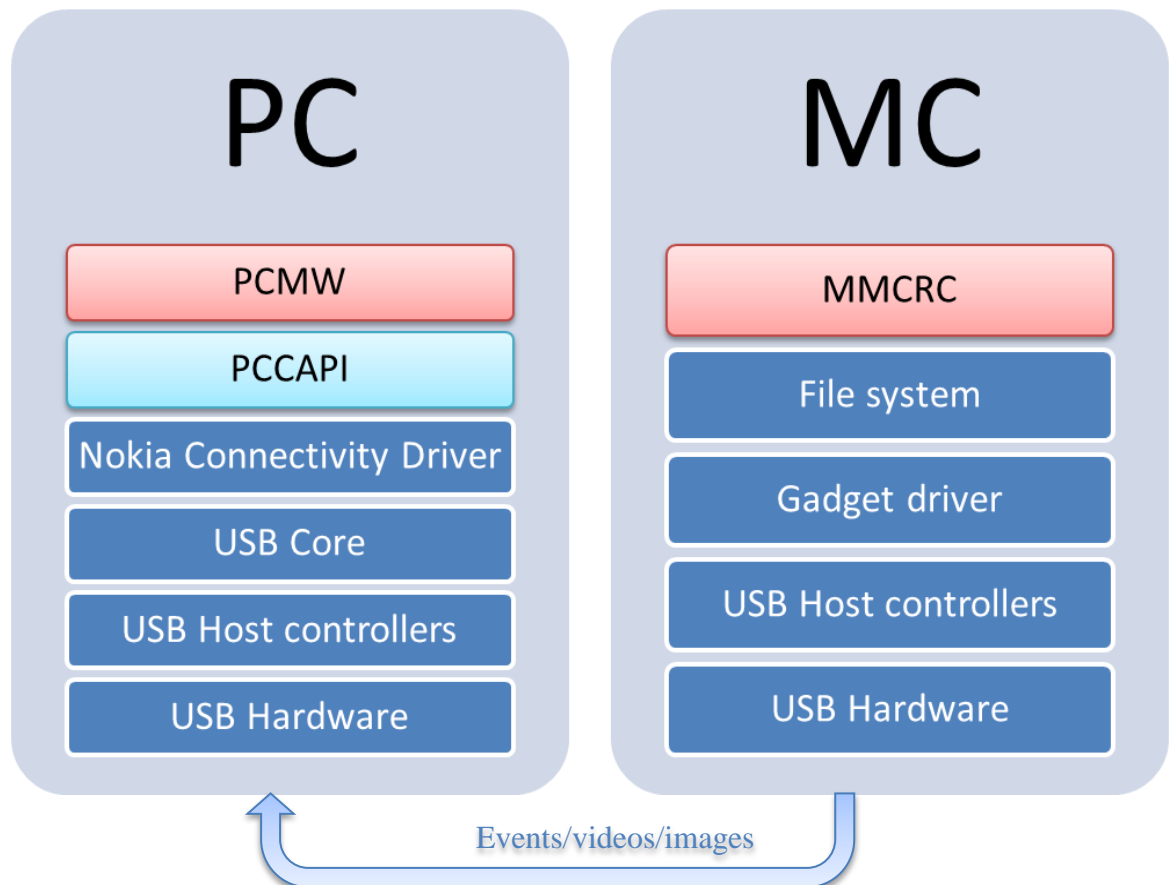 PC
PCMW
PCCAPI
Nokia Connectivity Driver
USB Core
USB Host controllers
USB Hardware
MC
MMCRC
File system
Gadget driver
USB Host controllers
USB Hardware
Events/videos/images